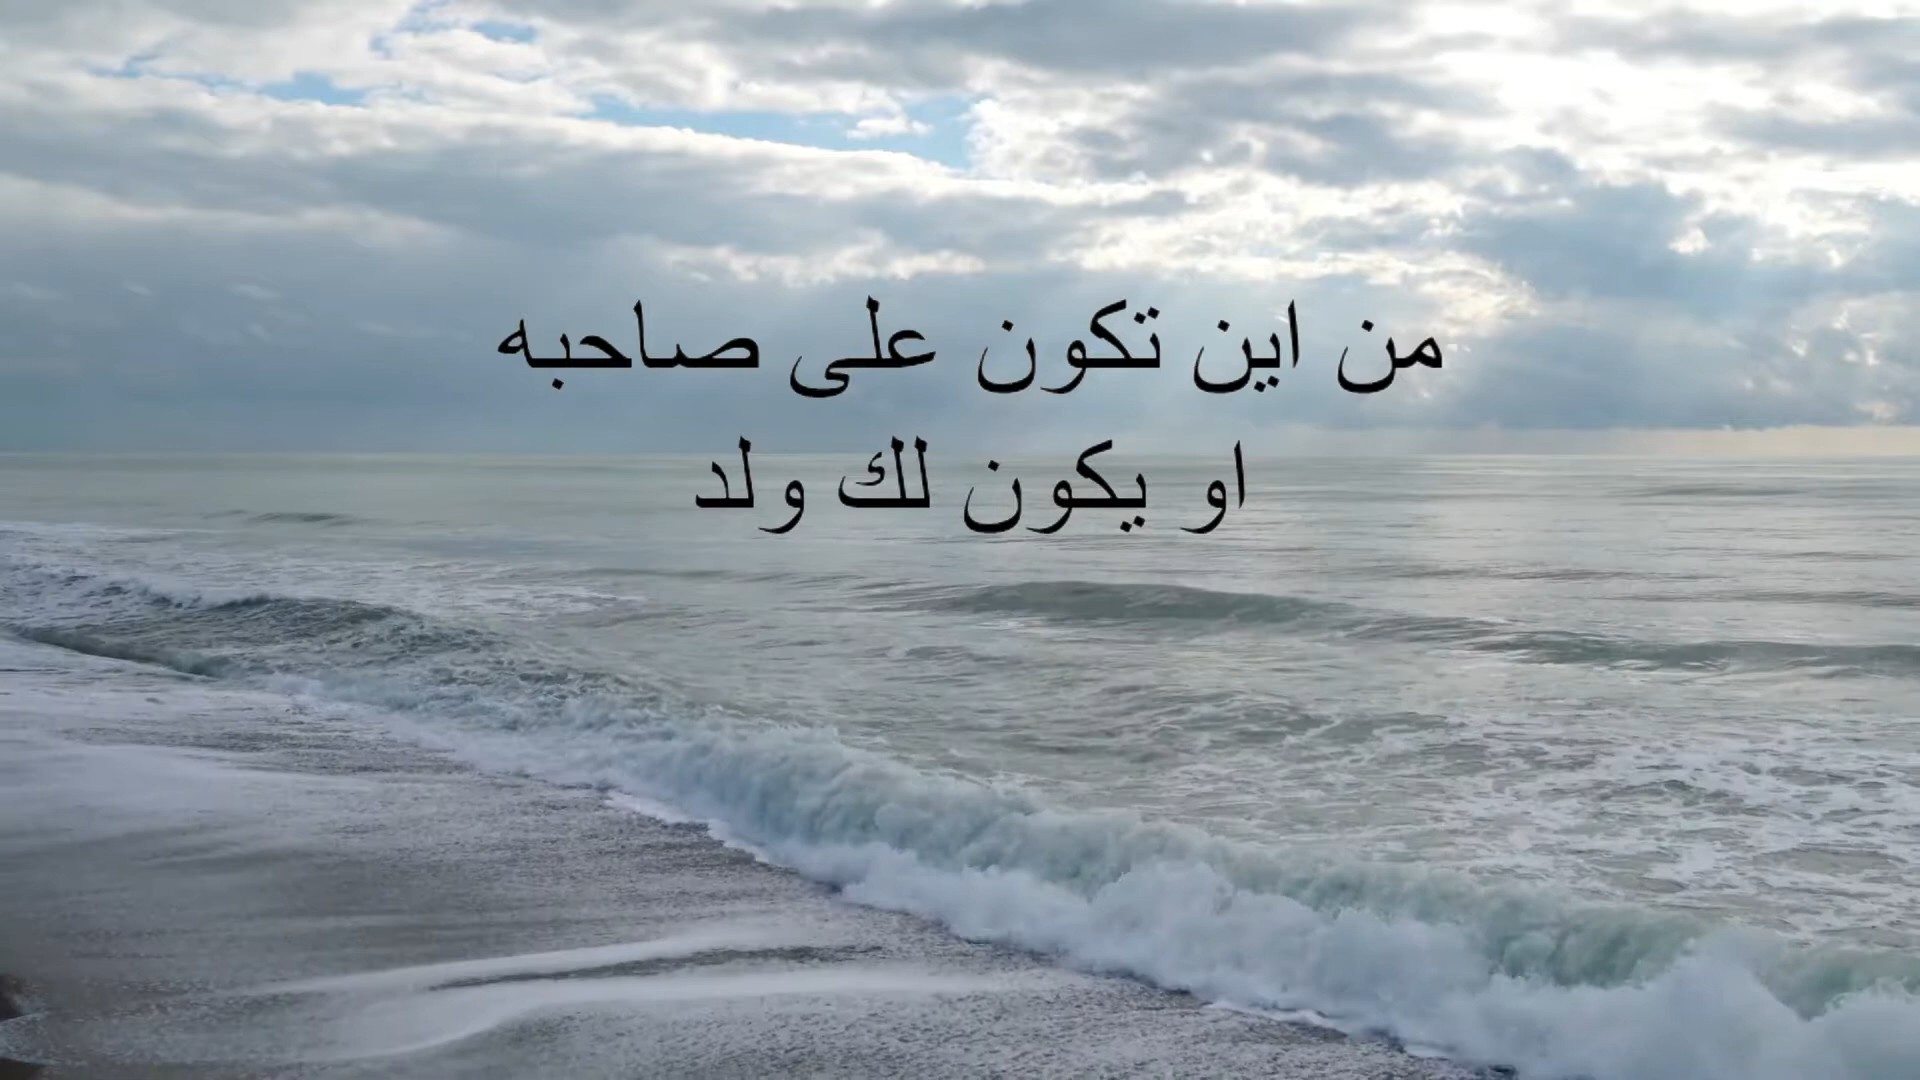 من اين تكون على صاحبه
او يكون لك ولد